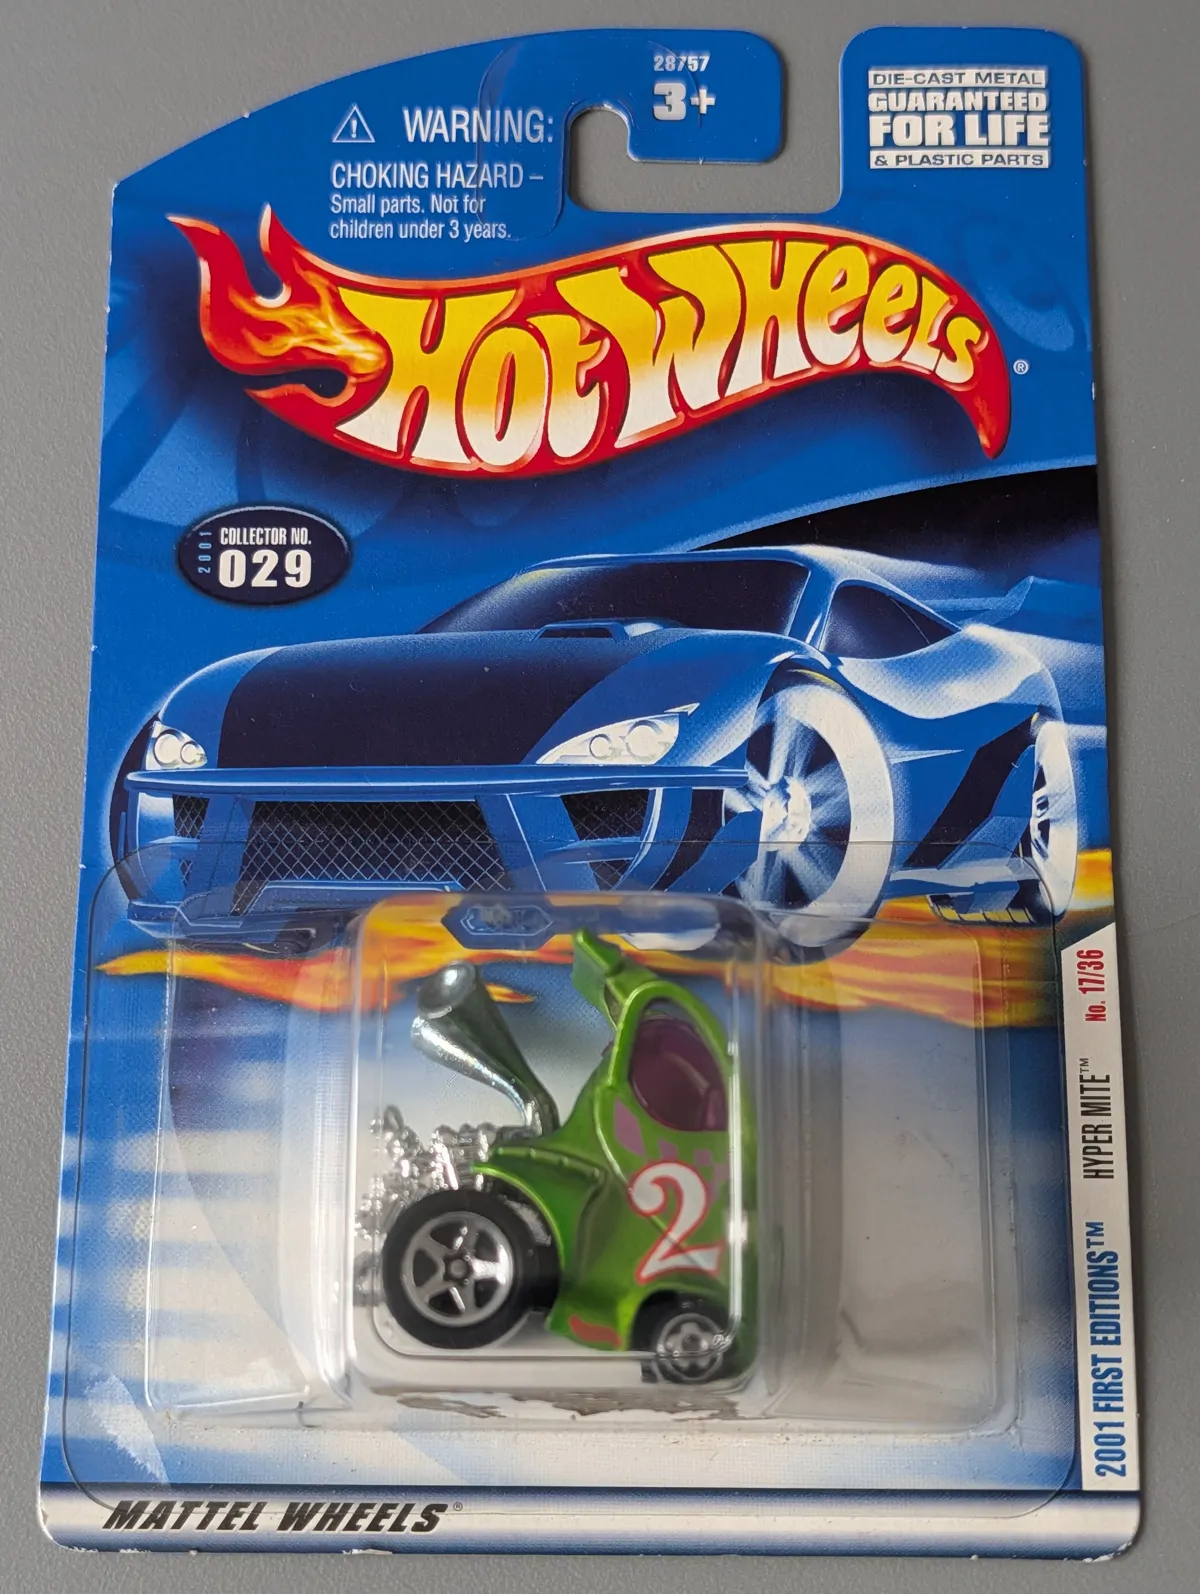 28757
3+
DIE-CAST METAL
GUARANTEED
FOR LIFE
& PLASTIC PARTS
WARNING:
CHOKING HAZARD –
Small parts. Not for
children under 3 years.
HOT WHEELS®
2001
COLLECTOR NO.
029
2
No. 17/36
HYPER MITE™
2001 FIRST EDITIONS™
MATTEL WHEELS®